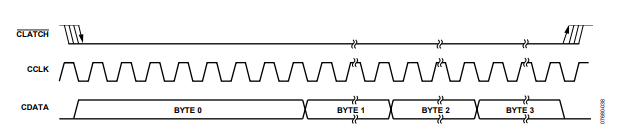 CLATCH
CCLK
CDATA
BYTE 0 BYTE 1 BYTE 2 BYTE 3